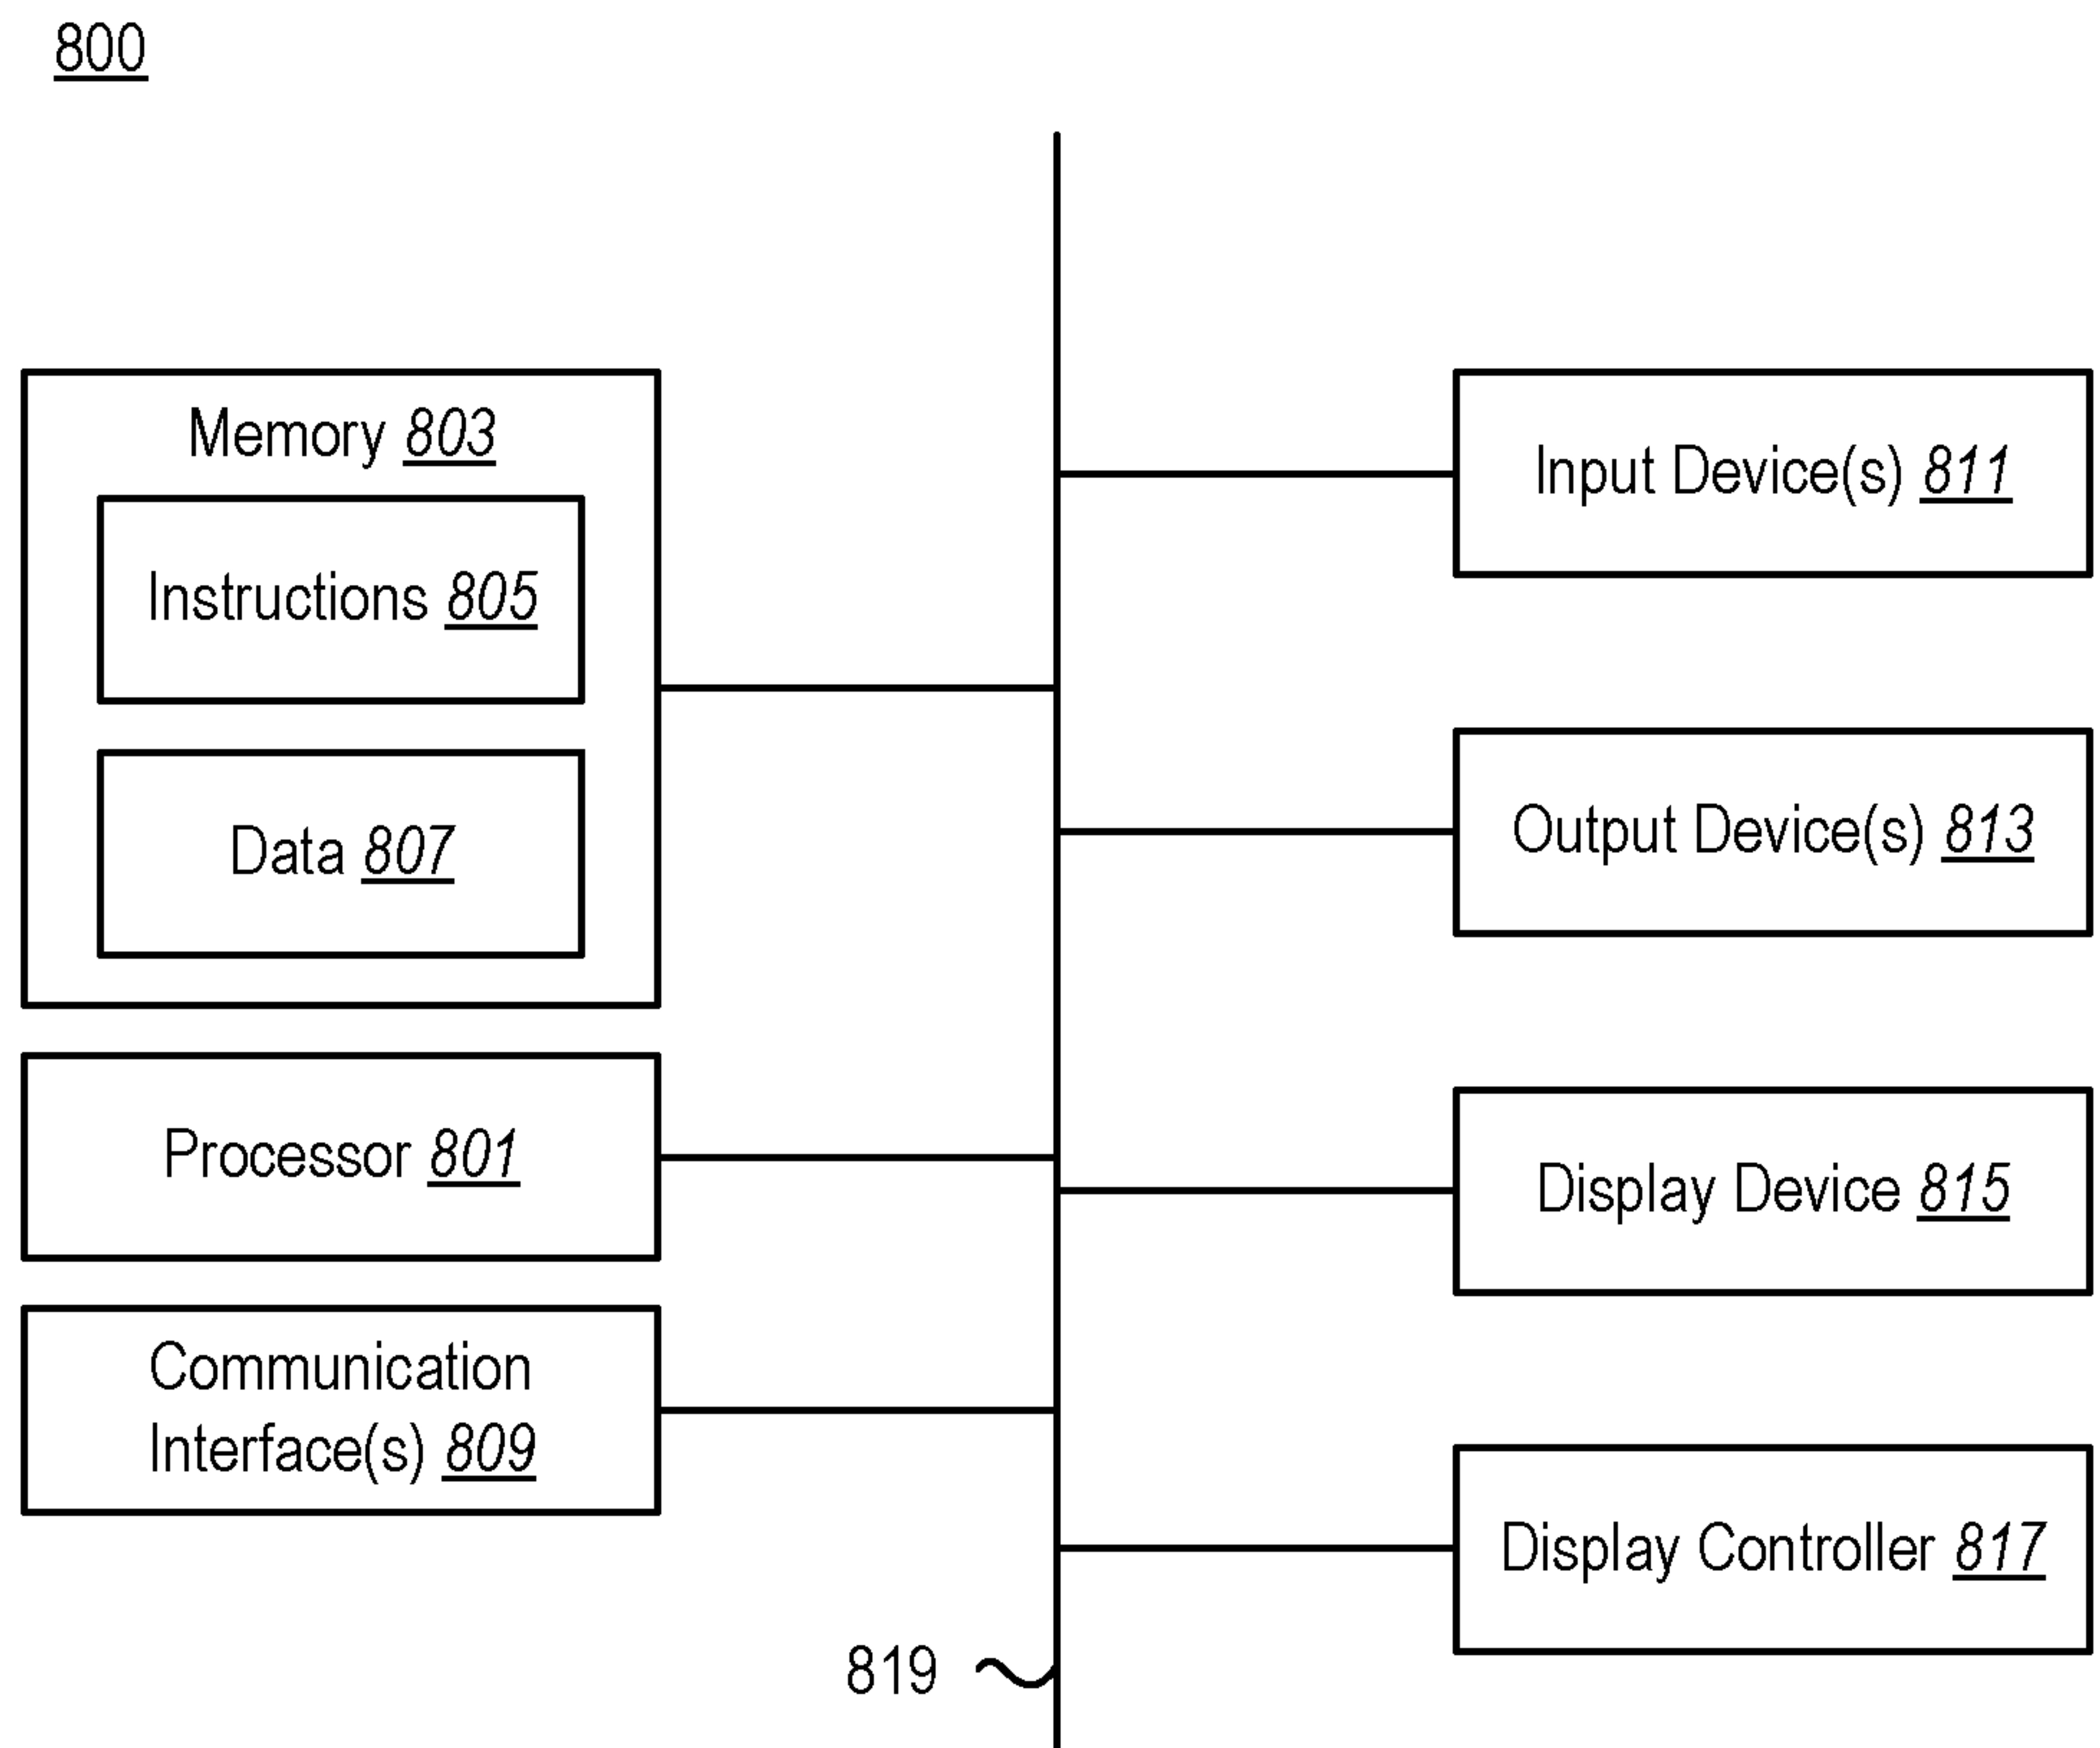 800
Memory 803
Instructions 805
Data 807
Processor 801
Communication
Interface(s) 809
Input Device(s) 811
Output Device(s) 813
Display Device 815
Display Controller 817
819